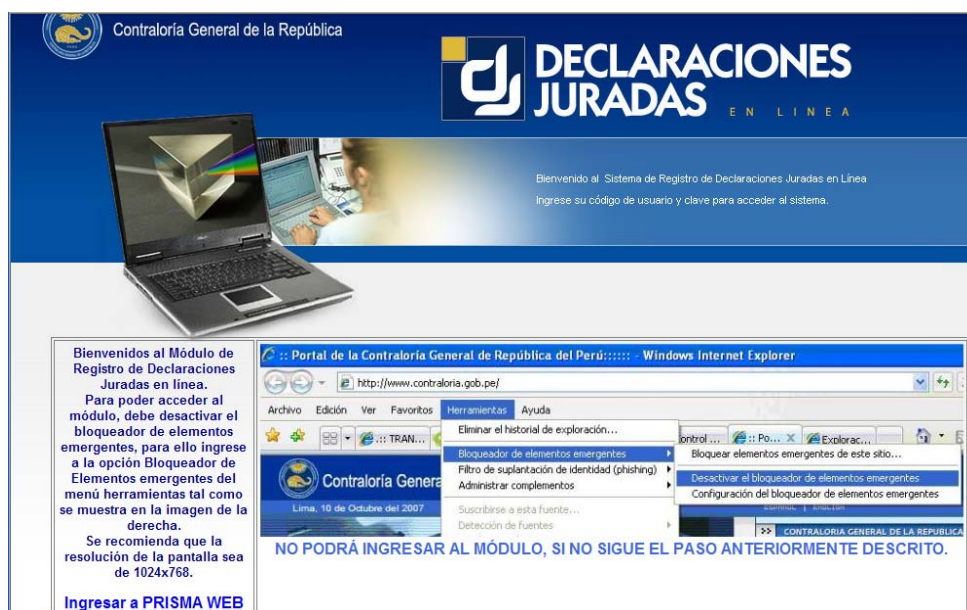 Contraloría General de la República
DECLARACIONES
JURADAS
EN LINEA
Bienvenido al Sistema de Registro de Declaraciones Juradas en Línea
Ingrese su código de usuario y clave para acceder al sistema.
Bienvenidos al Módulo de
Registro de Declaraciones
Juradas en línea.
Para poder acceder al
módulo, debe desactivar el
bloqueador de elementos
emergentes, para ello ingrese
a la opción Bloqueador de
Elementos emergentes del
menú herramientas tal como
se muestra en la imagen de la
derecha.
Se recomienda que la
resolución de la pantalla sea
de 1024x768.
Ingresar a PRISMA WEB
:: Portal de la Contraloría General de República del Perú:::::: - Windows Internet Explorer
http://www.contraloria.gob.pe/
Archivo Edición Ver Favoritos Herramientas Ayuda
.:: TRAN... ontrol ... :: Po... X Explorac...
Eliminar el historial de exploración...
Bloqueador de elementos emergentes
Filtro de suplantación de identidad (phishing)
Administrar complementos
Suscribirse a esta fuente...
Detección de fuentes
Bloquear elementos emergentes de este sitio...
Desactivar el bloqueador de elementos emergentes
Configuración del bloqueador de elementos emergentes
Contraloría Genera
Lima, 10 de Octubre del 2007
ESPAÑOL | ENGLISH
>> CONTRALORIA GENERAL DE LA REPUBLICA
NO PODRÁ INGRESAR AL MÓDULO, SI NO SIGUE EL PASO ANTERIORMENTE DESCRITO.